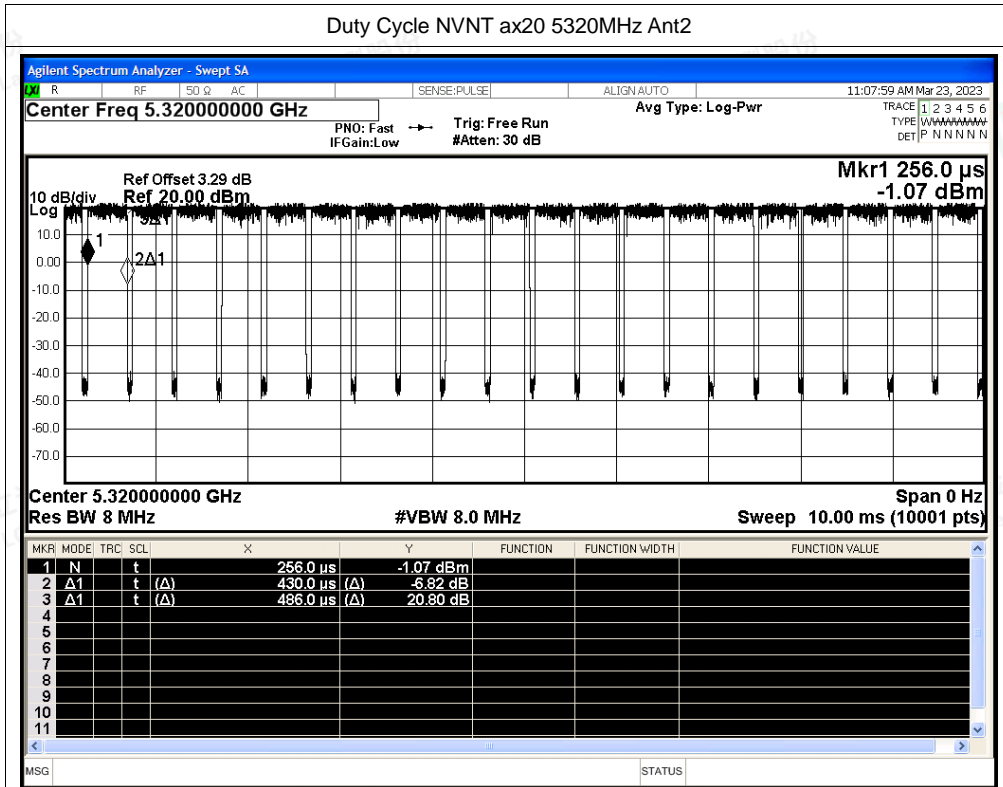 Duty Cycle NVNT ax20 5320MHz Ant2
Agilent Spectrum Analyzer - Swept SA
LXI R RF 50 Ω AC SENSE:PULSE ALIGN AUTO 11:07:59 AM Mar 23, 2023
Center Freq 5.320000000 GHz
PNO: Fast
IFGain:Low
Trig: Free Run
#Atten: 30 dB
Avg Type: Log-Pwr
TRACE 1 2 3 4 5 6
TYPE WWWWWW
DET P N N N N N
Mkr1 256.0 µs
-1.07 dBm
Ref Offset 3.29 dB
10 dB/div Ref 20.00 dBm
Log
3Δ1
10.0
1
0.00
2Δ1
-10.0
-20.0
-30.0
-40.0
-50.0
-60.0
-70.0
Center 5.320000000 GHz Span 0 Hz
Res BW 8 MHz #VBW 8.0 MHz Sweep 10.00 ms (10001 pts)
MKR MODE TRC SCL X Y FUNCTION FUNCTION WIDTH FUNCTION VALUE
1 N t 256.0 µs -1.07 dBm
2 Δ1 t (Δ) 430.0 µs (Δ) -6.82 dB
3 Δ1 t (Δ) 486.0 µs (Δ) 20.80 dB
4
5
6
7
8
9
10
11
MSG STATUS